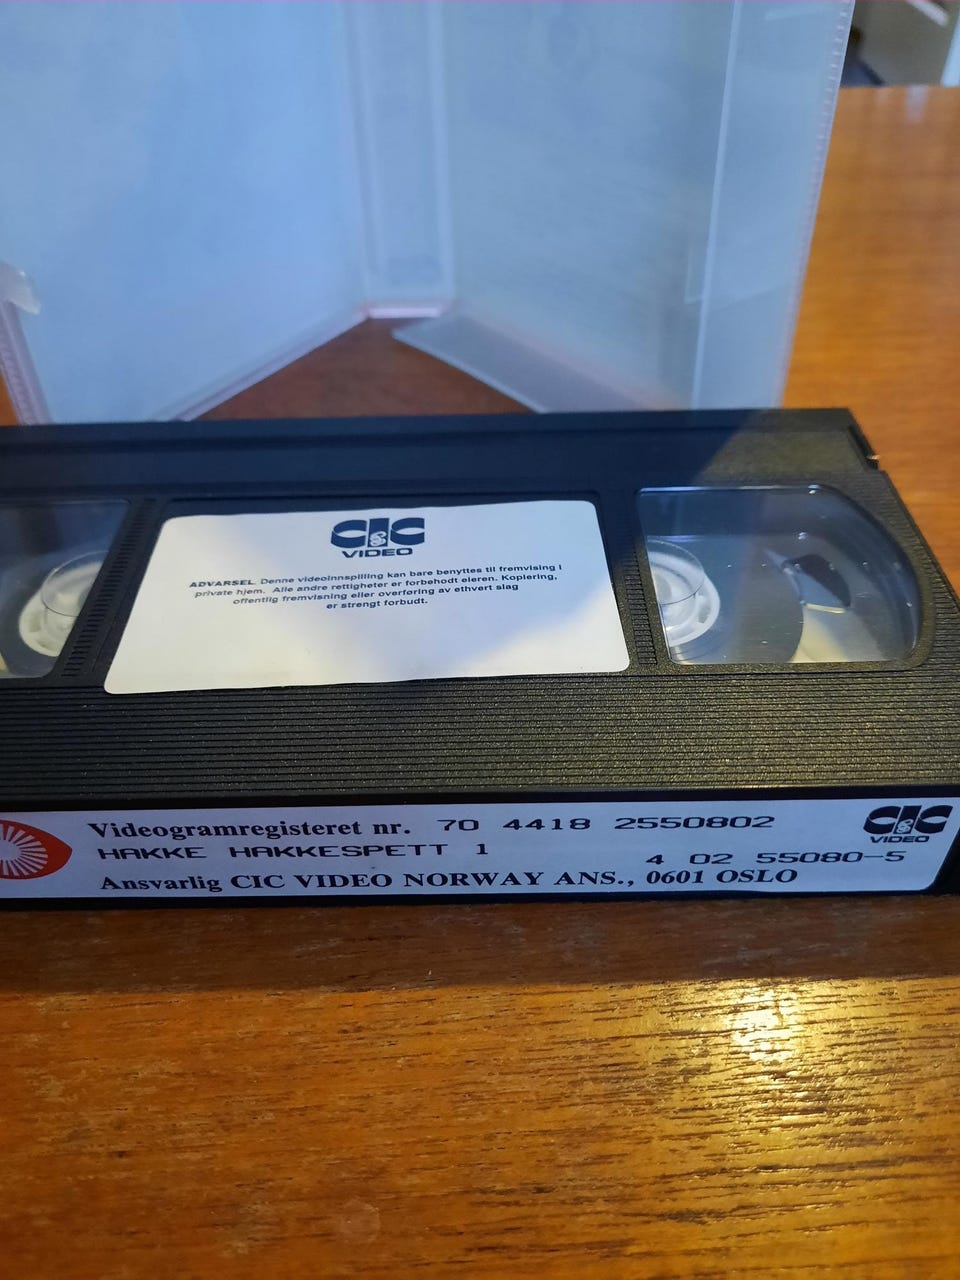 CIC
VIDEO
ADVARSEL. Denne videoinnspilling kan bare benyttes til fremvising i
private hjem. Alle andre rettigheter er forbehodt eieren. Kopiering,
offentlig fremvisning eller overføring av ethvert slag
er strengt forbudt.
Videogramregisteret nr. 70 4418 2550802
HAKKE HAKKESPETT 1
4 02 55080-5
Ansvarlig CIC VIDEO NORWAY ANS., 0601 OSLO
CIC
VIDEO